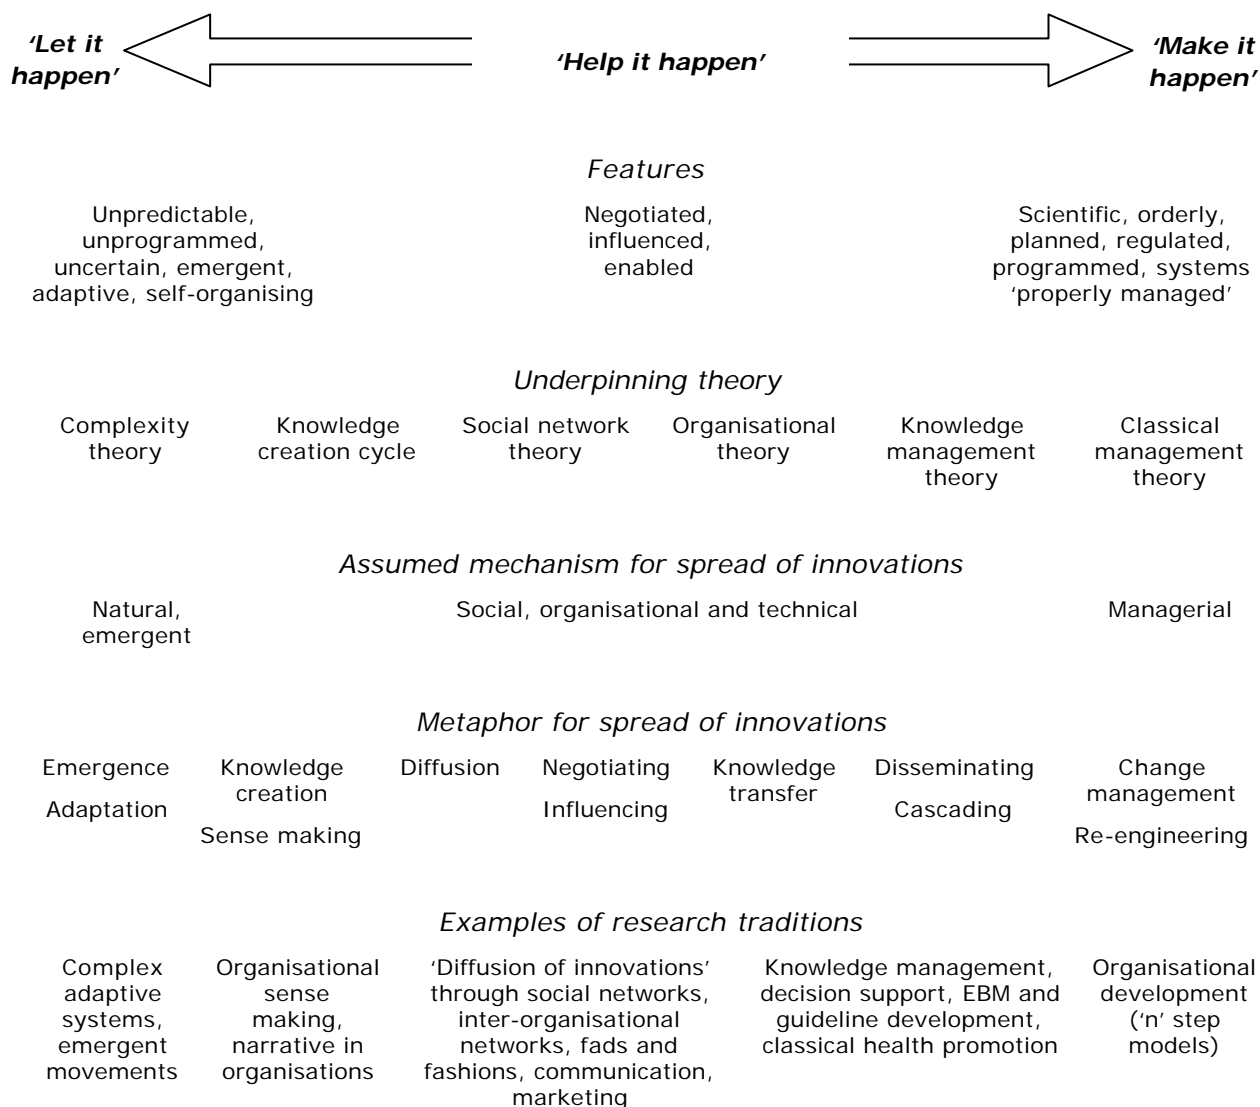 ‘Let it
happen’
‘Help it happen’
‘Make it
happen’
Features
Unpredictable,
unprogrammed,
uncertain, emergent,
adaptive, self-organising
Negotiated,
influenced,
enabled
Scientific, orderly,
planned, regulated,
programmed, systems
‘properly managed’
Underpinning theory
Complexity
theory
Knowledge
creation cycle
Social network
theory
Organisational
theory
Knowledge
management
theory
Classical
management
theory
Assumed mechanism for spread of innovations
Natural,
emergent
Social, organisational and technical
Managerial
Metaphor for spread of innovations
Emergence
Adaptation
Knowledge
creation
Sense making
Diffusion
Negotiating
Influencing
Knowledge
transfer
Disseminating
Cascading
Change
management
Re-engineering
Examples of research traditions
Complex
adaptive
systems,
emergent
movements
Organisational
sense
making,
narrative in
organisations
‘Diffusion of innovations’
through social networks,
inter-organisational
networks, fads and
fashions, communication,
marketing
Knowledge management,
decision support, EBM and
guideline development,
classical health promotion
Organisational
development
(‘n’ step
models)